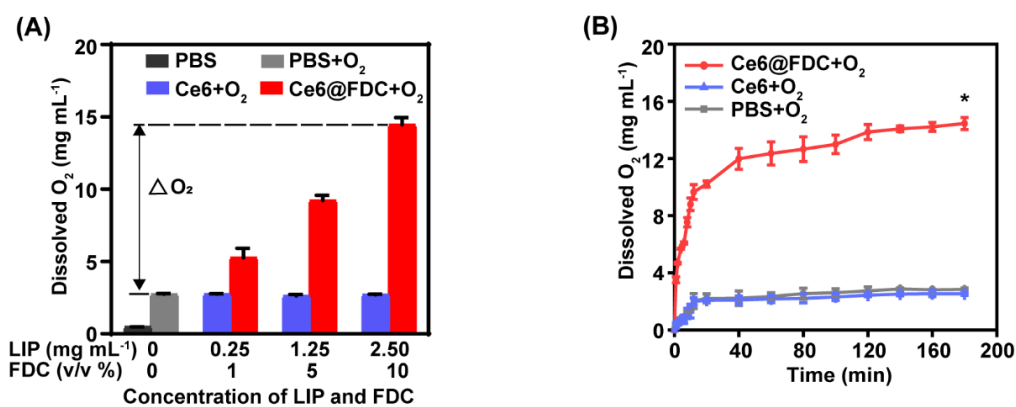 (A)
20
15
10
5
0
Dissolved O₂ (mg mL⁻¹)
PBS
PBS+O₂
Ce6+O₂
Ce6@FDC+O₂
△ O₂
LIP (mg mL⁻¹) 0 0.25 1.25 2.50
FDC (v/v %) 0 1 5 10
Concentration of LIP and FDC
(B)
20
16
12
8
4
0
Dissolved O₂ (mg mL⁻¹)
Ce6@FDC+O₂
Ce6+O₂
PBS+O₂
*
0 40 80 120 160 200
Time (min)